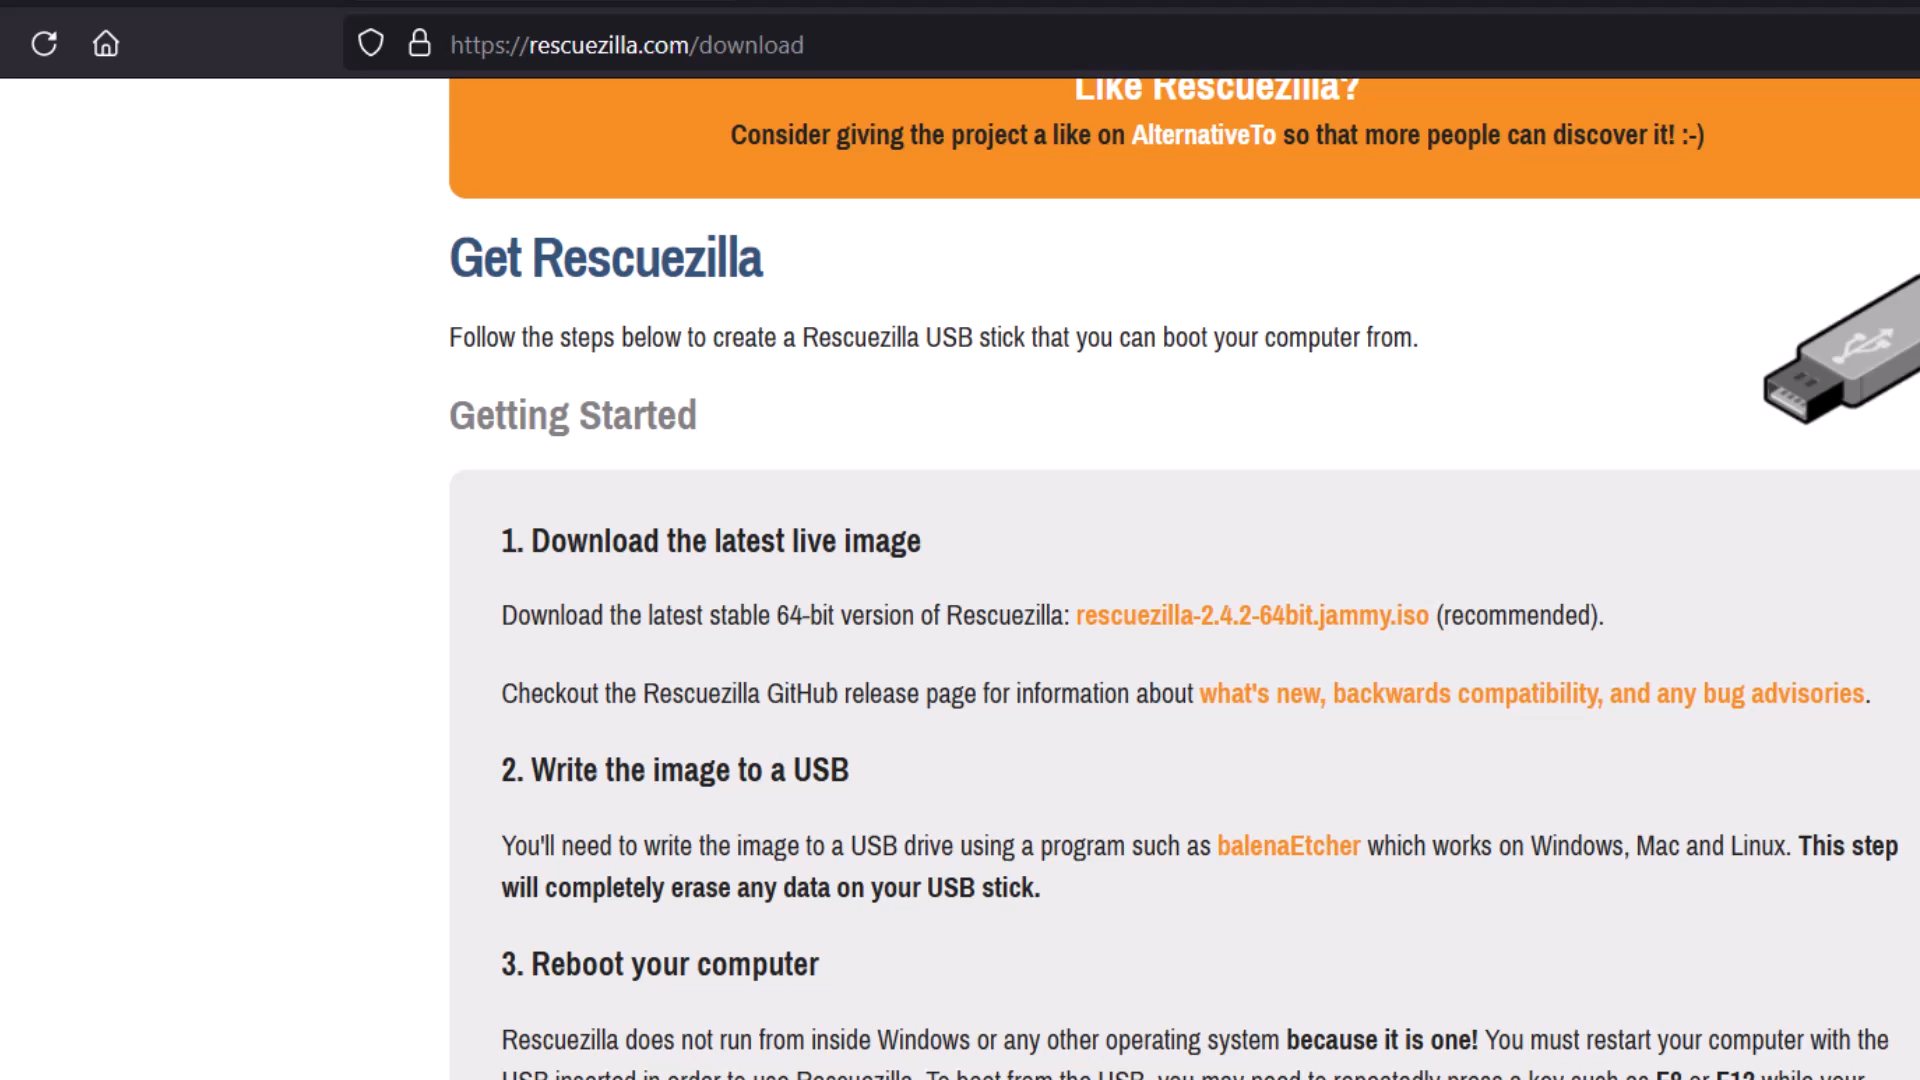 https://rescuezilla.com/download
Like Rescuezilla?
Consider giving the project a like on AlternativeTo so that more people can discover it! :-)
Get Rescuezilla
Follow the steps below to create a Rescuezilla USB stick that you can boot your computer from.
Getting Started
1. Download the latest live image
Download the latest stable 64-bit version of Rescuezilla: rescuezilla-2.4.2-64bit.jammy.iso (recommended).
Checkout the Rescuezilla GitHub release page for information about what's new, backwards compatibility, and any bug advisories.
2. Write the image to a USB
You'll need to write the image to a USB drive using a program such as balenaEtcher which works on Windows, Mac and Linux. This step
will completely erase any data on your USB stick.
3. Reboot your computer
Rescuezilla does not run from inside Windows or any other operating system because it is one! You must restart your computer with the
USB inserted in order to use Rescuezilla. To boot from the USB, you may need to repeatedly press a key such as F8 or F12 while your